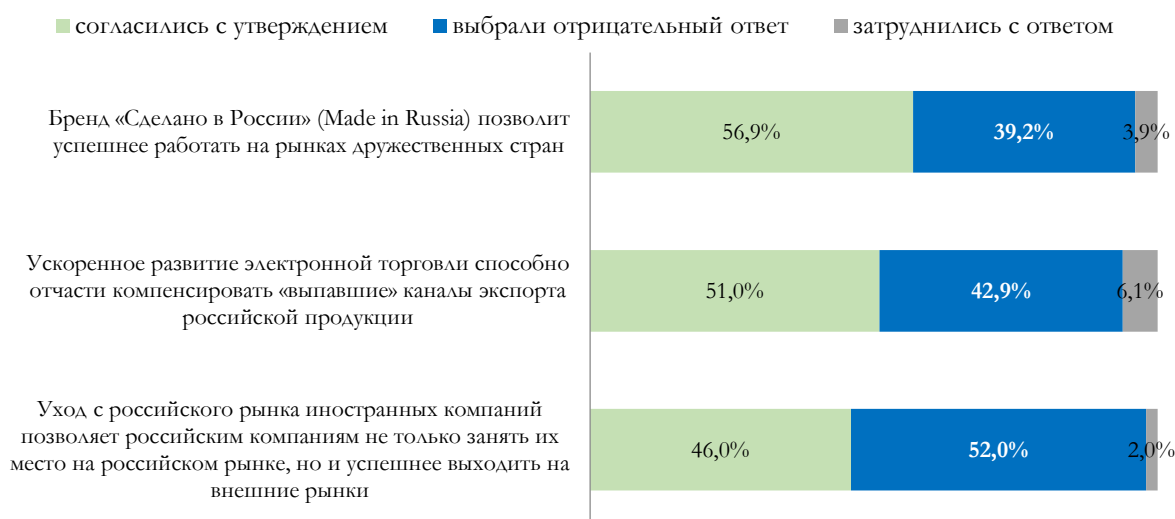 согласились с утверждением выбрали отрицательный ответ затруднились с ответом
Бренд «Сделано в России» (Made in Russia) позволит
успешнее работать на рынках дружественных стран
56,9% 39,2% 3,9%
Ускоренное развитие электронной торговли способно
отчасти компенсировать «выпавшие» каналы экспорта
российской продукции
51,0% 42,9% 6,1%
Уход с российского рынка иностранных компаний
позволяет российским компаниям не только занять их
место на российском рынке, но и успешнее выходить на
внешние рынки
46,0% 52,0% 2,0%